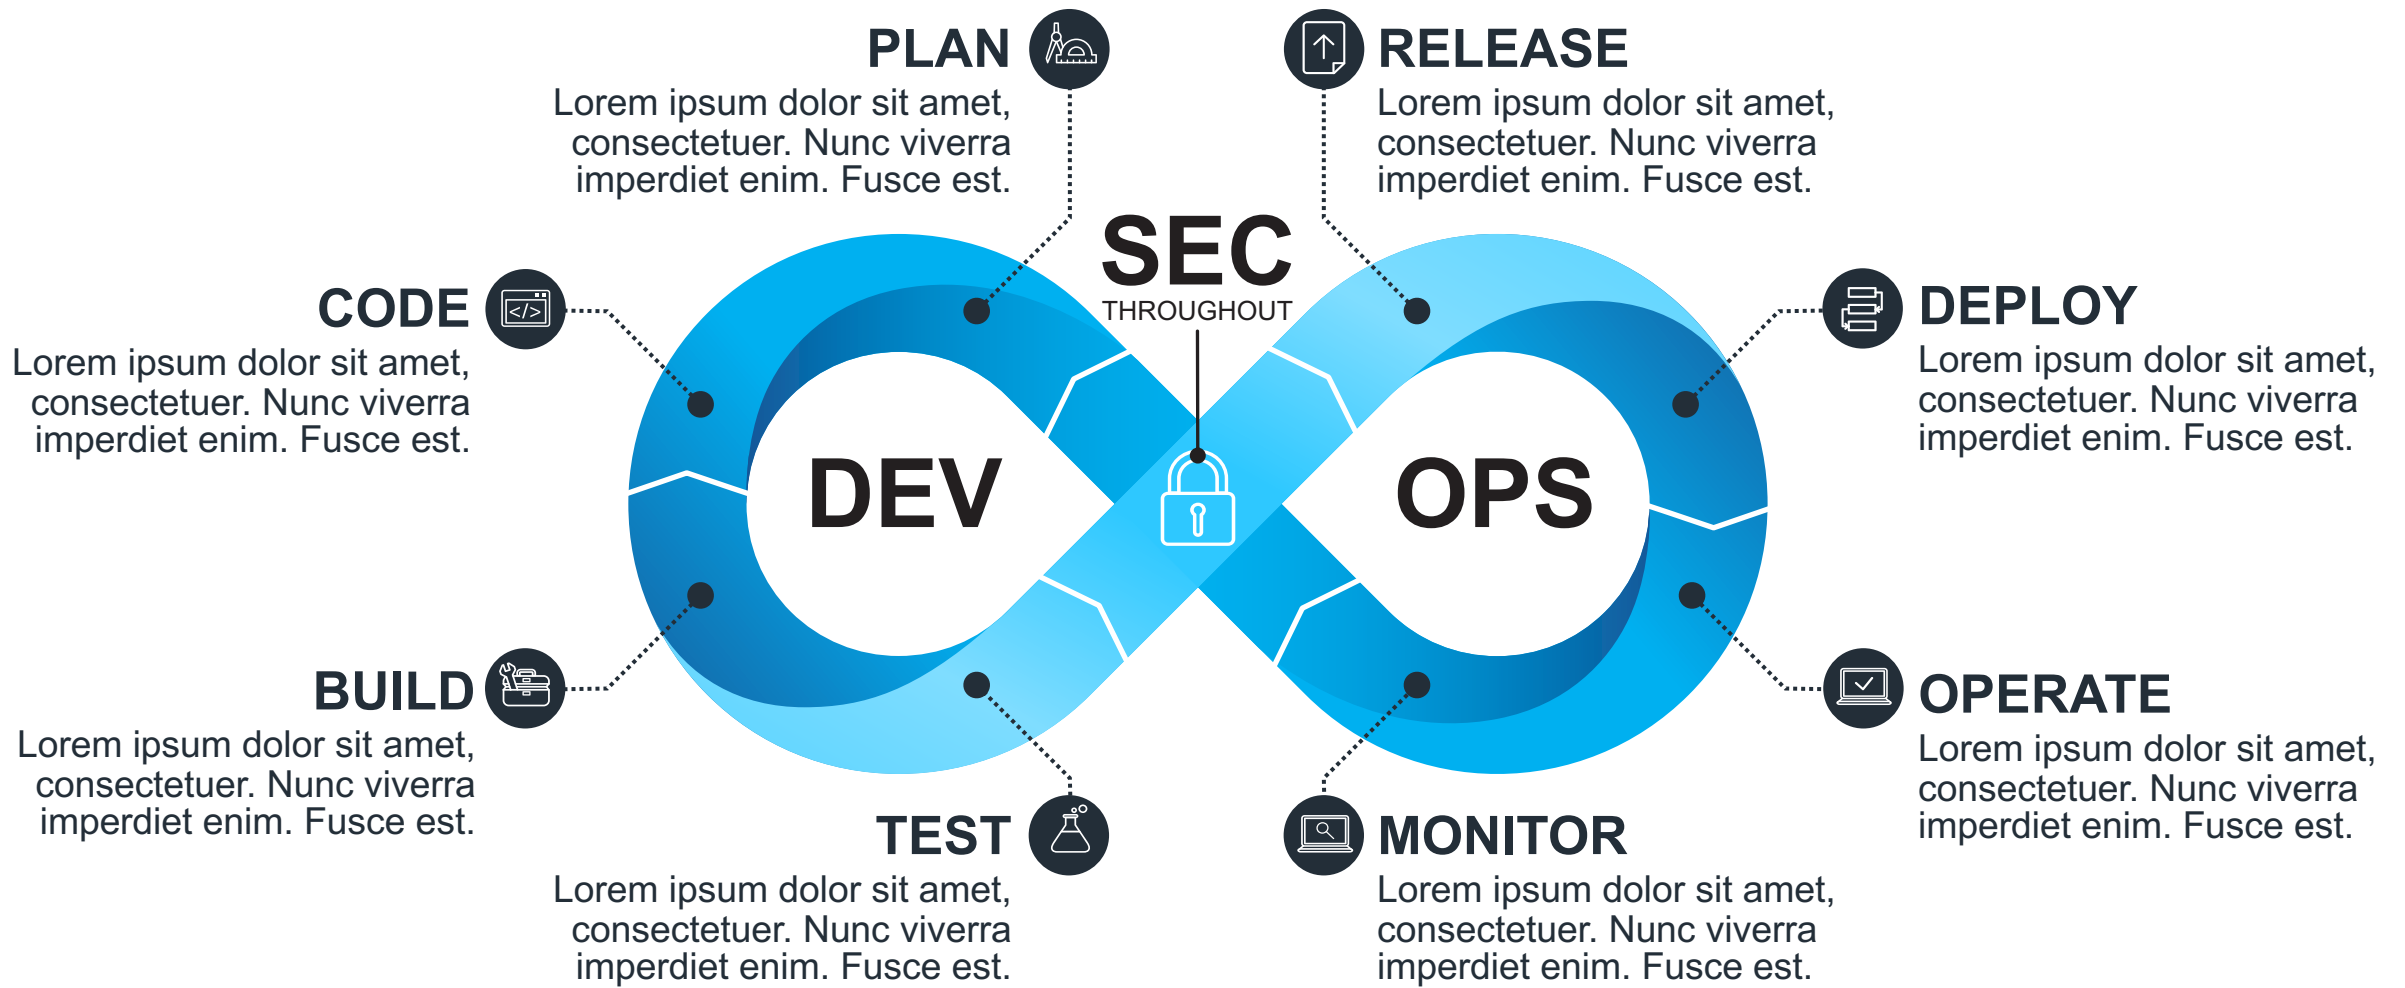 PLAN
Lorem ipsum dolor sit amet,
consectetuer. Nunc viverra
imperdiet enim. Fusce est.
RELEASE
Lorem ipsum dolor sit amet,
consectetuer. Nunc viverra
imperdiet enim. Fusce est.
SEC
THROUGHOUT
CODE
</>
Lorem ipsum dolor sit amet,
consectetuer. Nunc viverra
imperdiet enim. Fusce est.
DEPLOY
Lorem ipsum dolor sit amet,
consectetuer. Nunc viverra
imperdiet enim. Fusce est.
DEV
OPS
BUILD
Lorem ipsum dolor sit amet,
consectetuer. Nunc viverra
imperdiet enim. Fusce est.
OPERATE
Lorem ipsum dolor sit amet,
consectetuer. Nunc viverra
imperdiet enim. Fusce est.
TEST
Lorem ipsum dolor sit amet,
consectetuer. Nunc viverra
imperdiet enim. Fusce est.
MONITOR
Lorem ipsum dolor sit amet,
consectetuer. Nunc viverra
imperdiet enim. Fusce est.